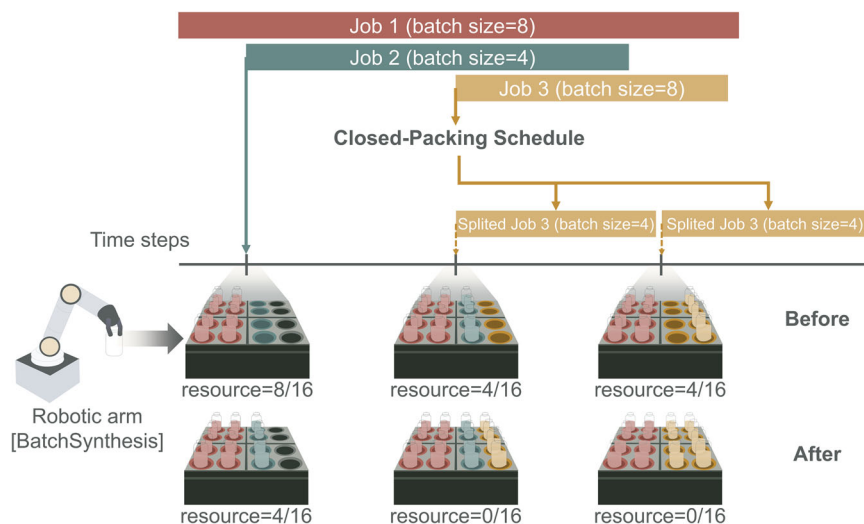 Job 1 (batch size=8)
Job 2 (batch size=4)
Job 3 (batch size=8)
Closed-Packing Schedule
Splited Job 3 (batch size=4)
Splited Job 3 (batch size=4)
Time steps
Before
resource=8/16
resource=4/16
resource=4/16
Robotic arm
[BatchSynthesis]
After
resource=4/16
resource=0/16
resource=0/16